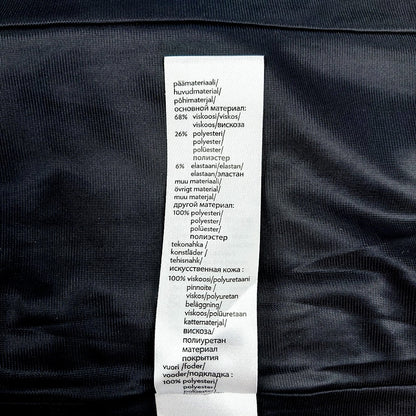 päämateriaali/
huvudmaterial/
põhimaterjal/
основной материал:
68% viskoosi/viskos/
viskoos/вискоза
26% polyesteri/
polyester/
polüester/
полиэстер
6% elastaani/elastan/
elastaan/эластан
muu materiaali/
övrigt material/
muu materjal/
другой материал:
100% polyesteri/
polyester/
polüester/
полиэстер
tekonahka /
konstläder /
tehisnahk/
искусственная кожа :
100% viskoosi/polyuretaani
pinnoite /
viskos/polyuretan
beläggning/
viskoos/polüuretaan
kattematerjal/
вискоза/
полиуретан
материал
покрытия
Vuori /foder/
vooder/подкладка :
100% polyesteri/
polyester/